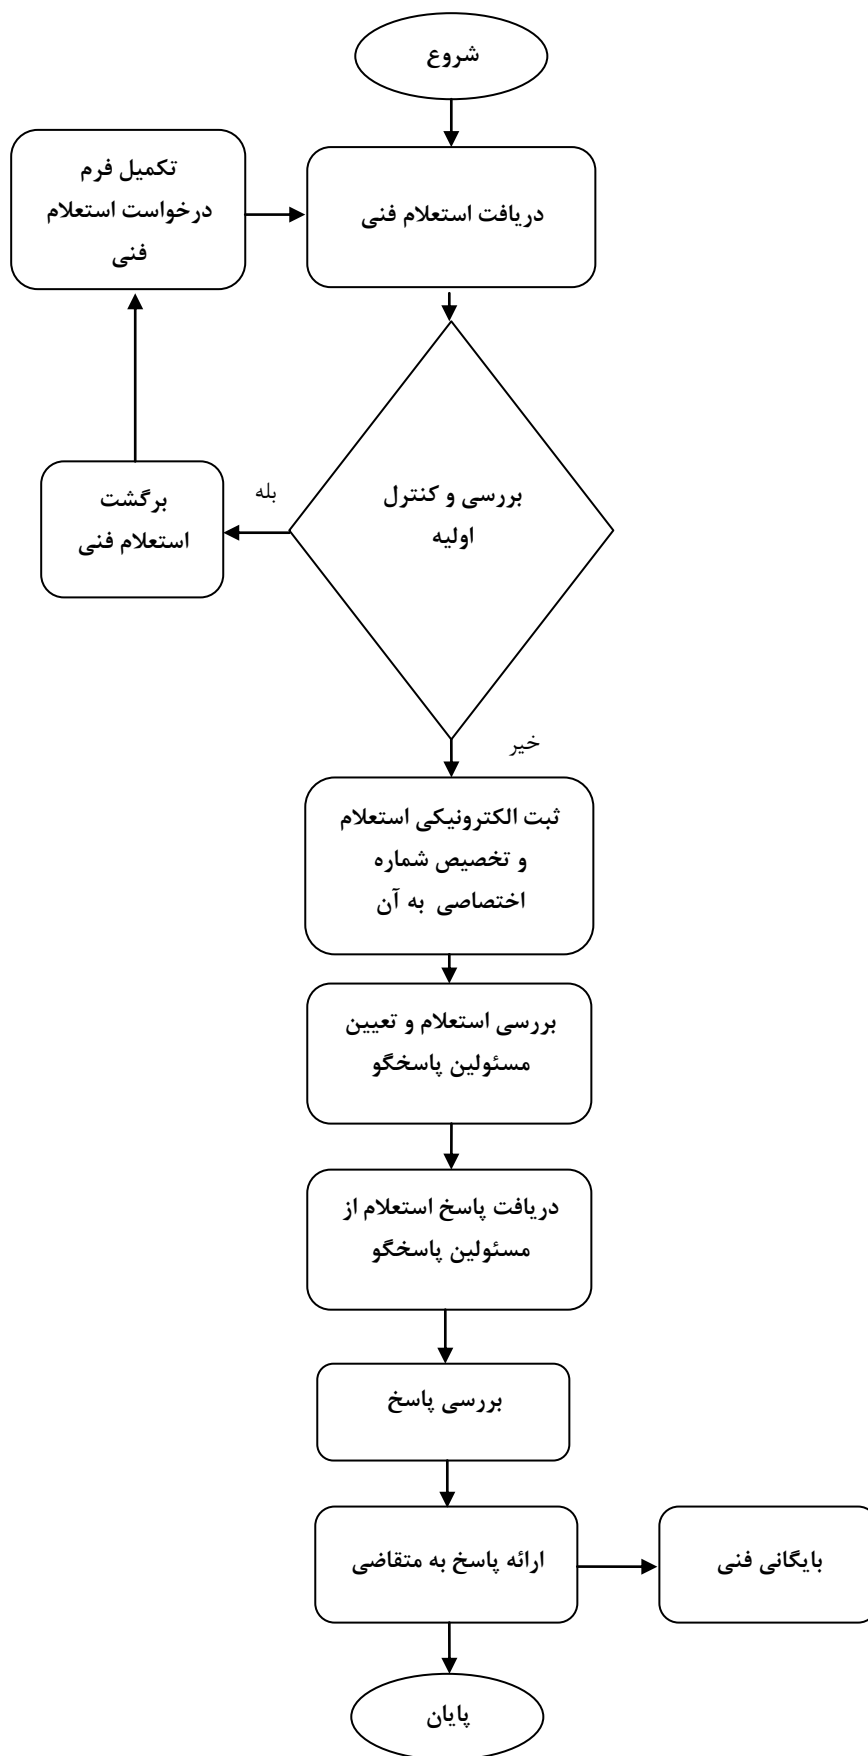 شروع
تکمیل فرم
درخواست استعلام
فنی
دریافت استعلام فنی
بررسی و کنترل
اولیه
بله
برگشت
استعلام فنی
خیر
ثبت الکترونیکی استعلام
و تخصیص شماره
اختصاصی به آن
بررسی استعلام و تعیین
مسئولین پاسخگو
دریافت پاسخ استعلام از
مسئولین پاسخگو
بررسی پاسخ
ارائه پاسخ به متقاضی
بایگانی فنی
پایان